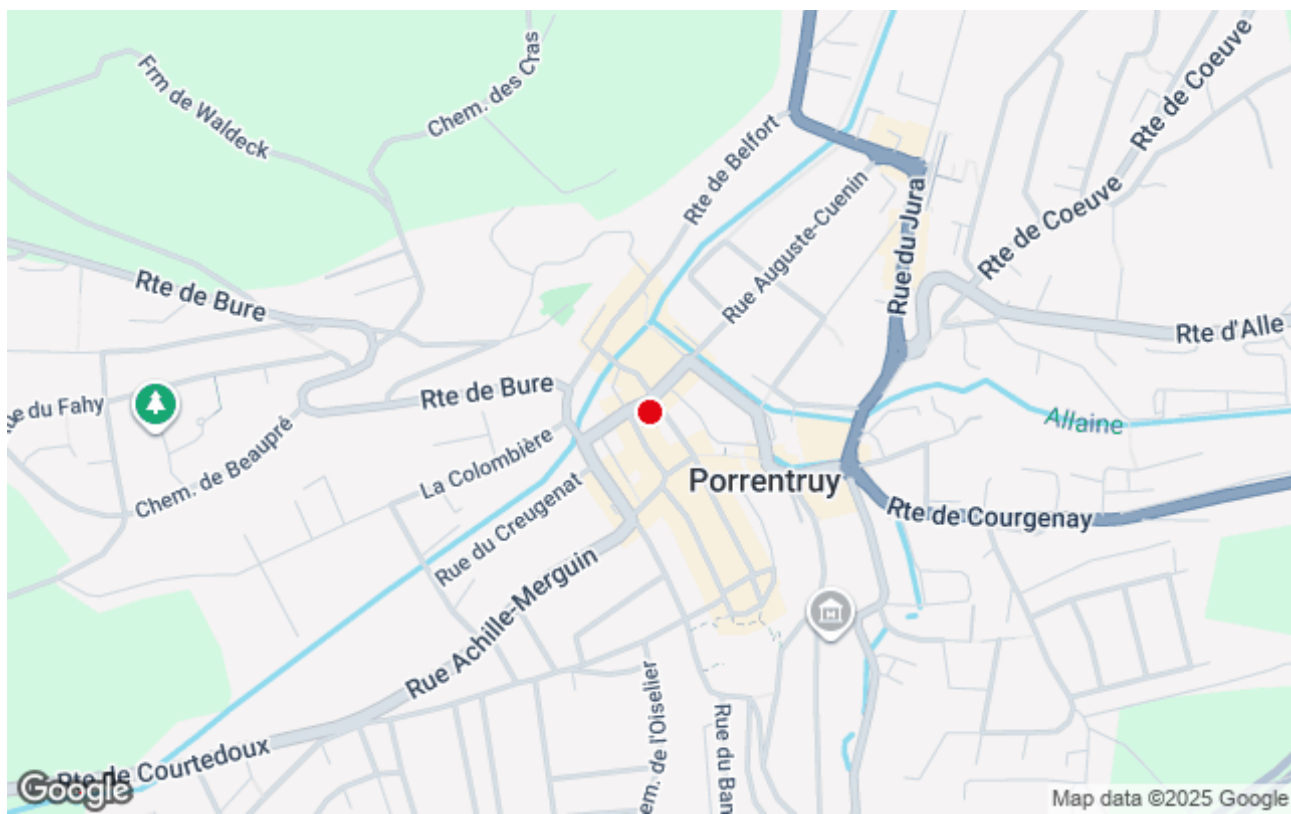 Frm de Waldeck
Chem. des Cras
Rte de Belfort
Rte de Coeuve
Rue Auguste-Cuenin
Rue du Jura
Rte de Coeuve
Rte de Bure
Rte d'Alle
Rte de Bure
du Fahy
Allaine
Chem. de Beaupré
La Colombière
Porrentruy
Rue du Creugenat
Rte de Courgenay
Rue Achille-Merguin
em. de l'Oiselier
Rue du Ban
Rte de Courtedoux
Google
Map data ©2025 Google